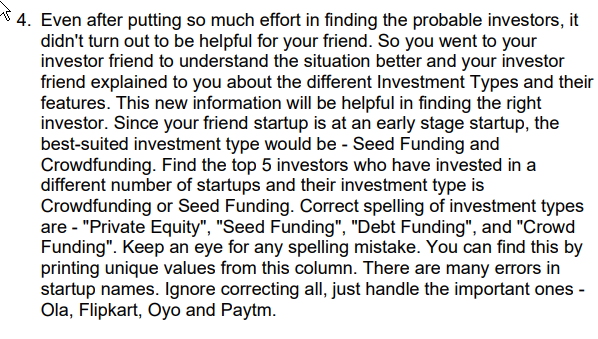 4. Even after putting so much effort in finding the probable investors, it
didn't turn out to be helpful for your friend. So you went to your
investor friend to understand the situation better and your investor
friend explained to you about the different Investment Types and their
features. This new information will be helpful in finding the right
investor. Since your friend startup is at an early stage startup, the
best-suited investment type would be - Seed Funding and
Crowdfunding. Find the top 5 investors who have invested in a
different number of startups and their investment type is
Crowdfunding or Seed Funding. Correct spelling of investment types
are - "Private Equity", "Seed Funding", "Debt Funding", and "Crowd
Funding". Keep an eye for any spelling mistake. You can find this by
printing unique values from this column. There are many errors in
startup names. Ignore correcting all, just handle the important ones -
Ola, Flipkart, Oyo and Paytm.